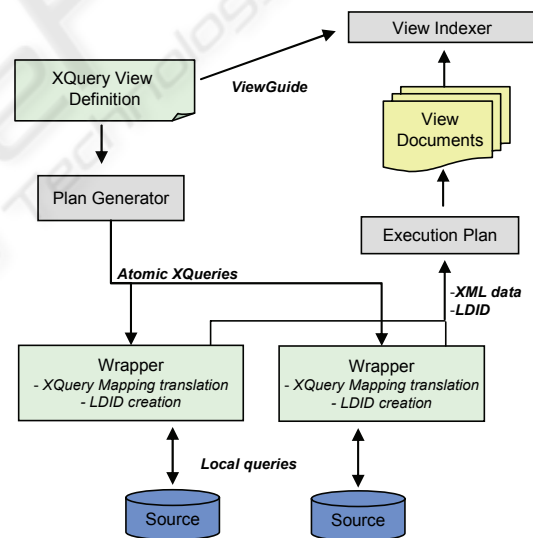 View Indexer
XQuery View
Definition
ViewGuide
View
Documents
Plan Generator
Execution Plan
Atomic XQueries
-XML data
-LDID
Wrapper
- XQuery Mapping translation
- LDID creation
Wrapper
- XQuery Mapping translation
- LDID creation
Local queries
Source
Source